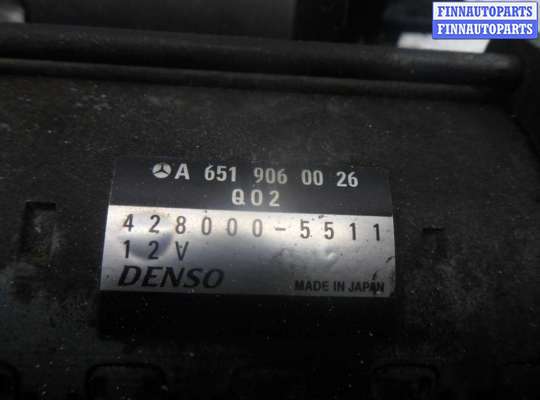 FINNAUTOPARTS
FINNAUTOPARTS
A 651 906 00 26
Q02
428000-5511
12V
DENSO
MADE IN JAPAN